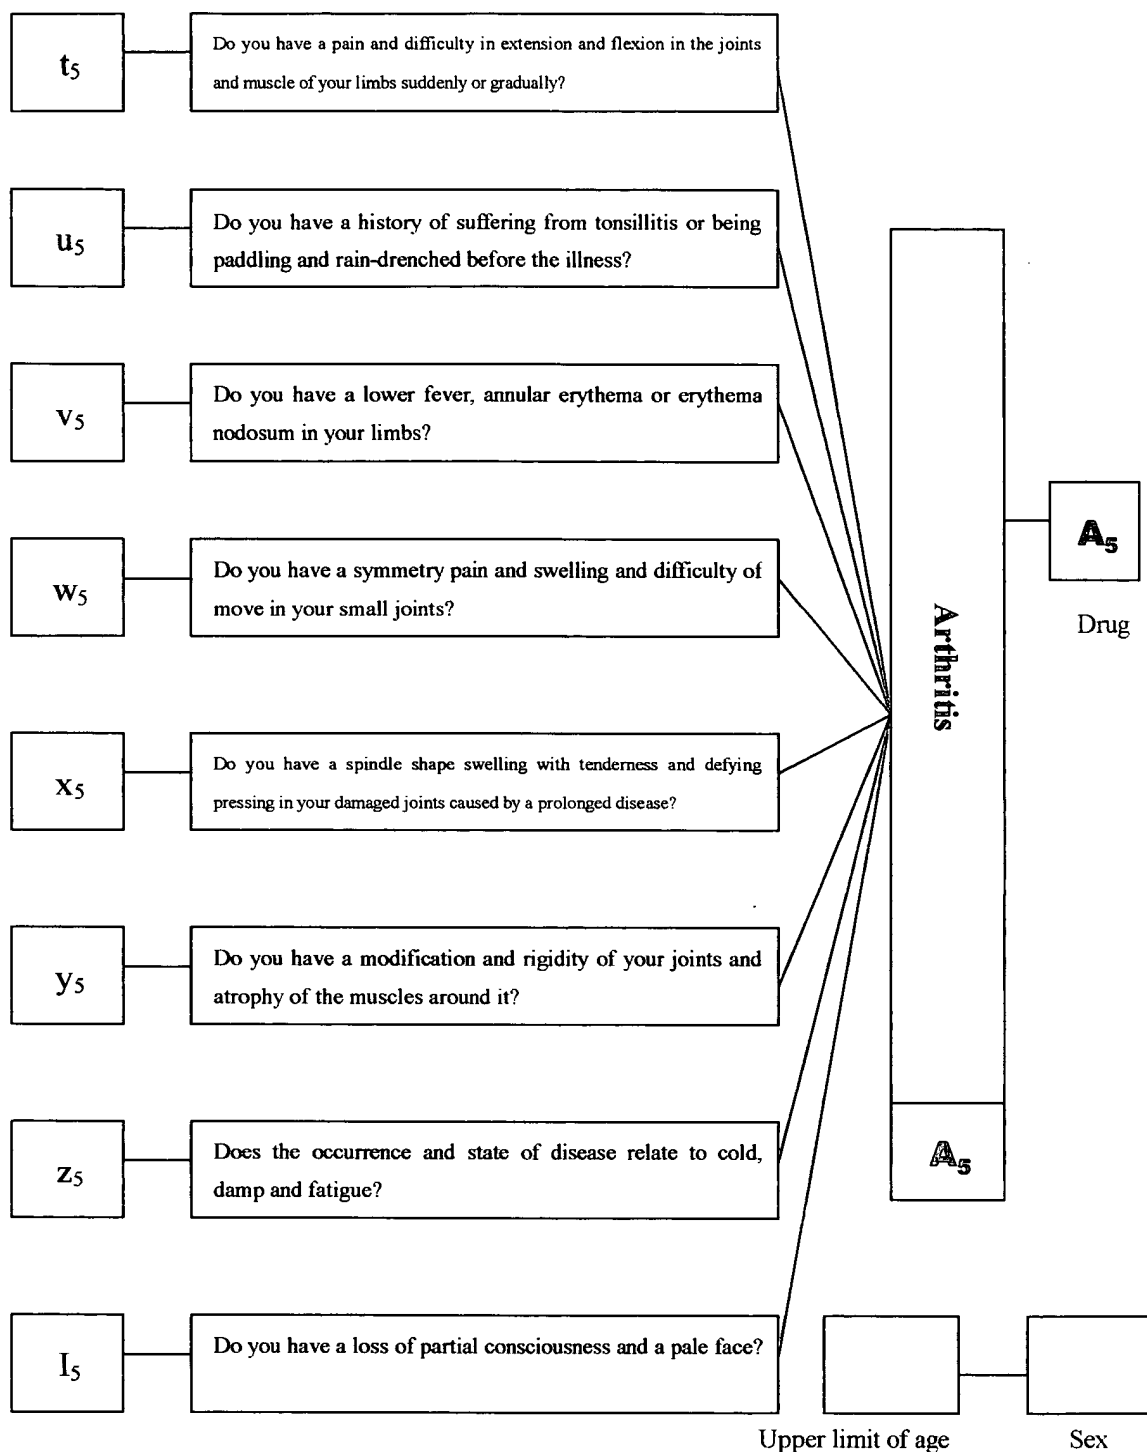 t5
Do you have a pain and difficulty in extension and flexion in the joints
and muscle of your limbs suddenly or gradually?
u5
Do you have a history of suffering from tonsillitis or being
paddling and rain-drenched before the illness?
v5
Do you have a lower fever, annular erythema or erythema
nodosum in your limbs?
w5
Do you have a symmetry pain and swelling and difficulty of
move in your small joints?
x5
Do you have a spindle shape swelling with tenderness and defying
pressing in your damaged joints caused by a prolonged disease?
y5
Do you have a modification and rigidity of your joints and
atrophy of the muscles around it?
z5
Does the occurrence and state of disease relate to cold,
damp and fatigue?
I5
Do you have a loss of partial consciousness and a pale face?
Arthritis
A5
A5
Drug
Upper limit of age
Sex